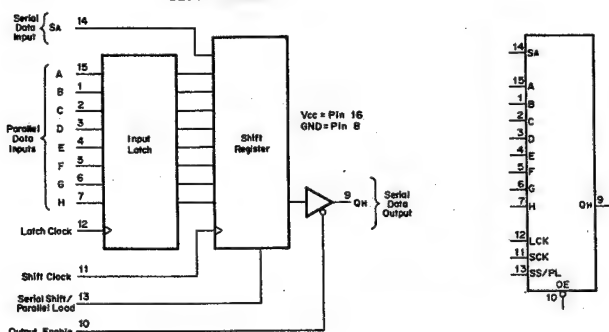 Serial
Data
Input
SA 14
A 15
B 1
C 2
D 3
E 4
F 5
G 6
H 7
Parallel
Data
Inputs
Input
Latch
Shift
Register
Vcc = Pin 16
GND = Pin 8
9 QH
Serial
Data
Output
Latch Clock 12
Shift Clock 11
Serial Shift/
Parallel Load 13
Output Enable 10
14 SA
15 A
1 B
2 C
3 D
4 E
5 F
6 G
7 H
QH 9
12 LCK
11 SCK
13 SS/PL
OE
10